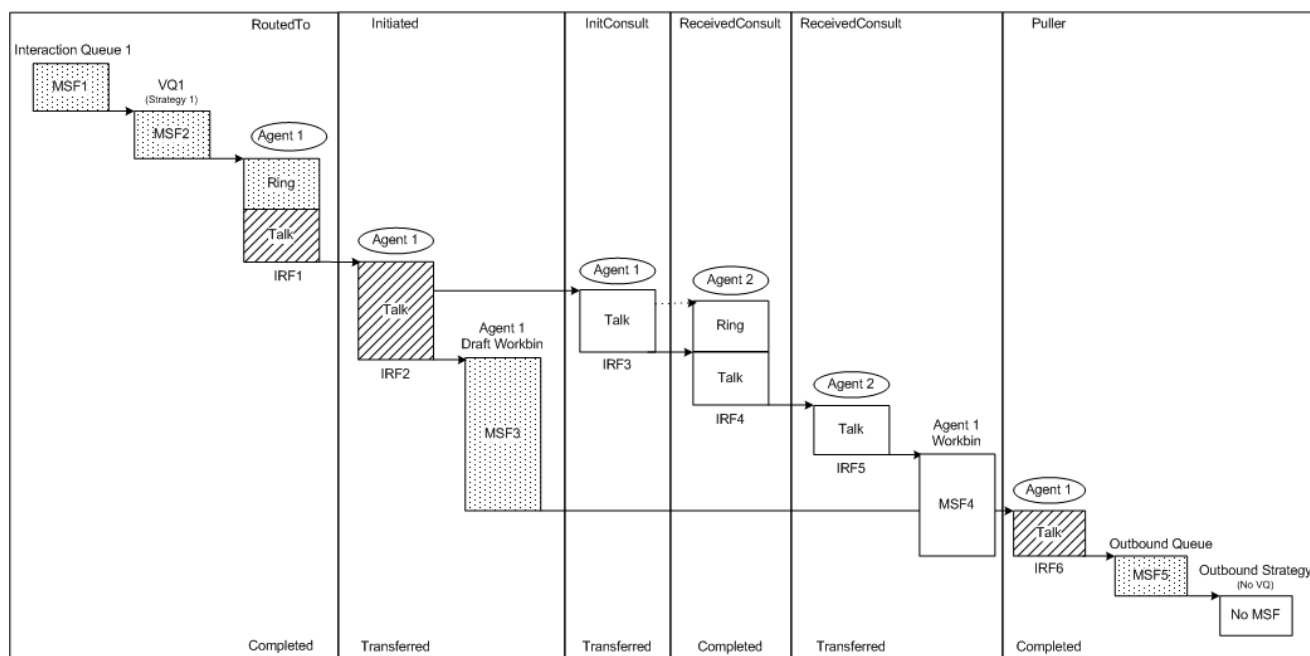 RoutedTo
Initiated
InitConsult
ReceivedConsult
ReceivedConsult
Puller
Interaction Queue 1
MSF1
VQ1
(Strategy 1)
MSF2
Agent 1
Ring
Talk
IRF1
Agent 1
Talk
IRF2
Agent 1
Draft Workbin
MSF3
Agent 1
Talk
IRF3
Agent 2
Ring
Talk
IRF4
Agent 2
Talk
IRF5
Agent 1
Workbin
MSF4
Agent 1
Talk
IRF6
Outbound Queue
MSF5
Outbound Strategy
(No VQ)
No MSF
Completed
Transferred
Transferred
Completed
Transferred
Completed